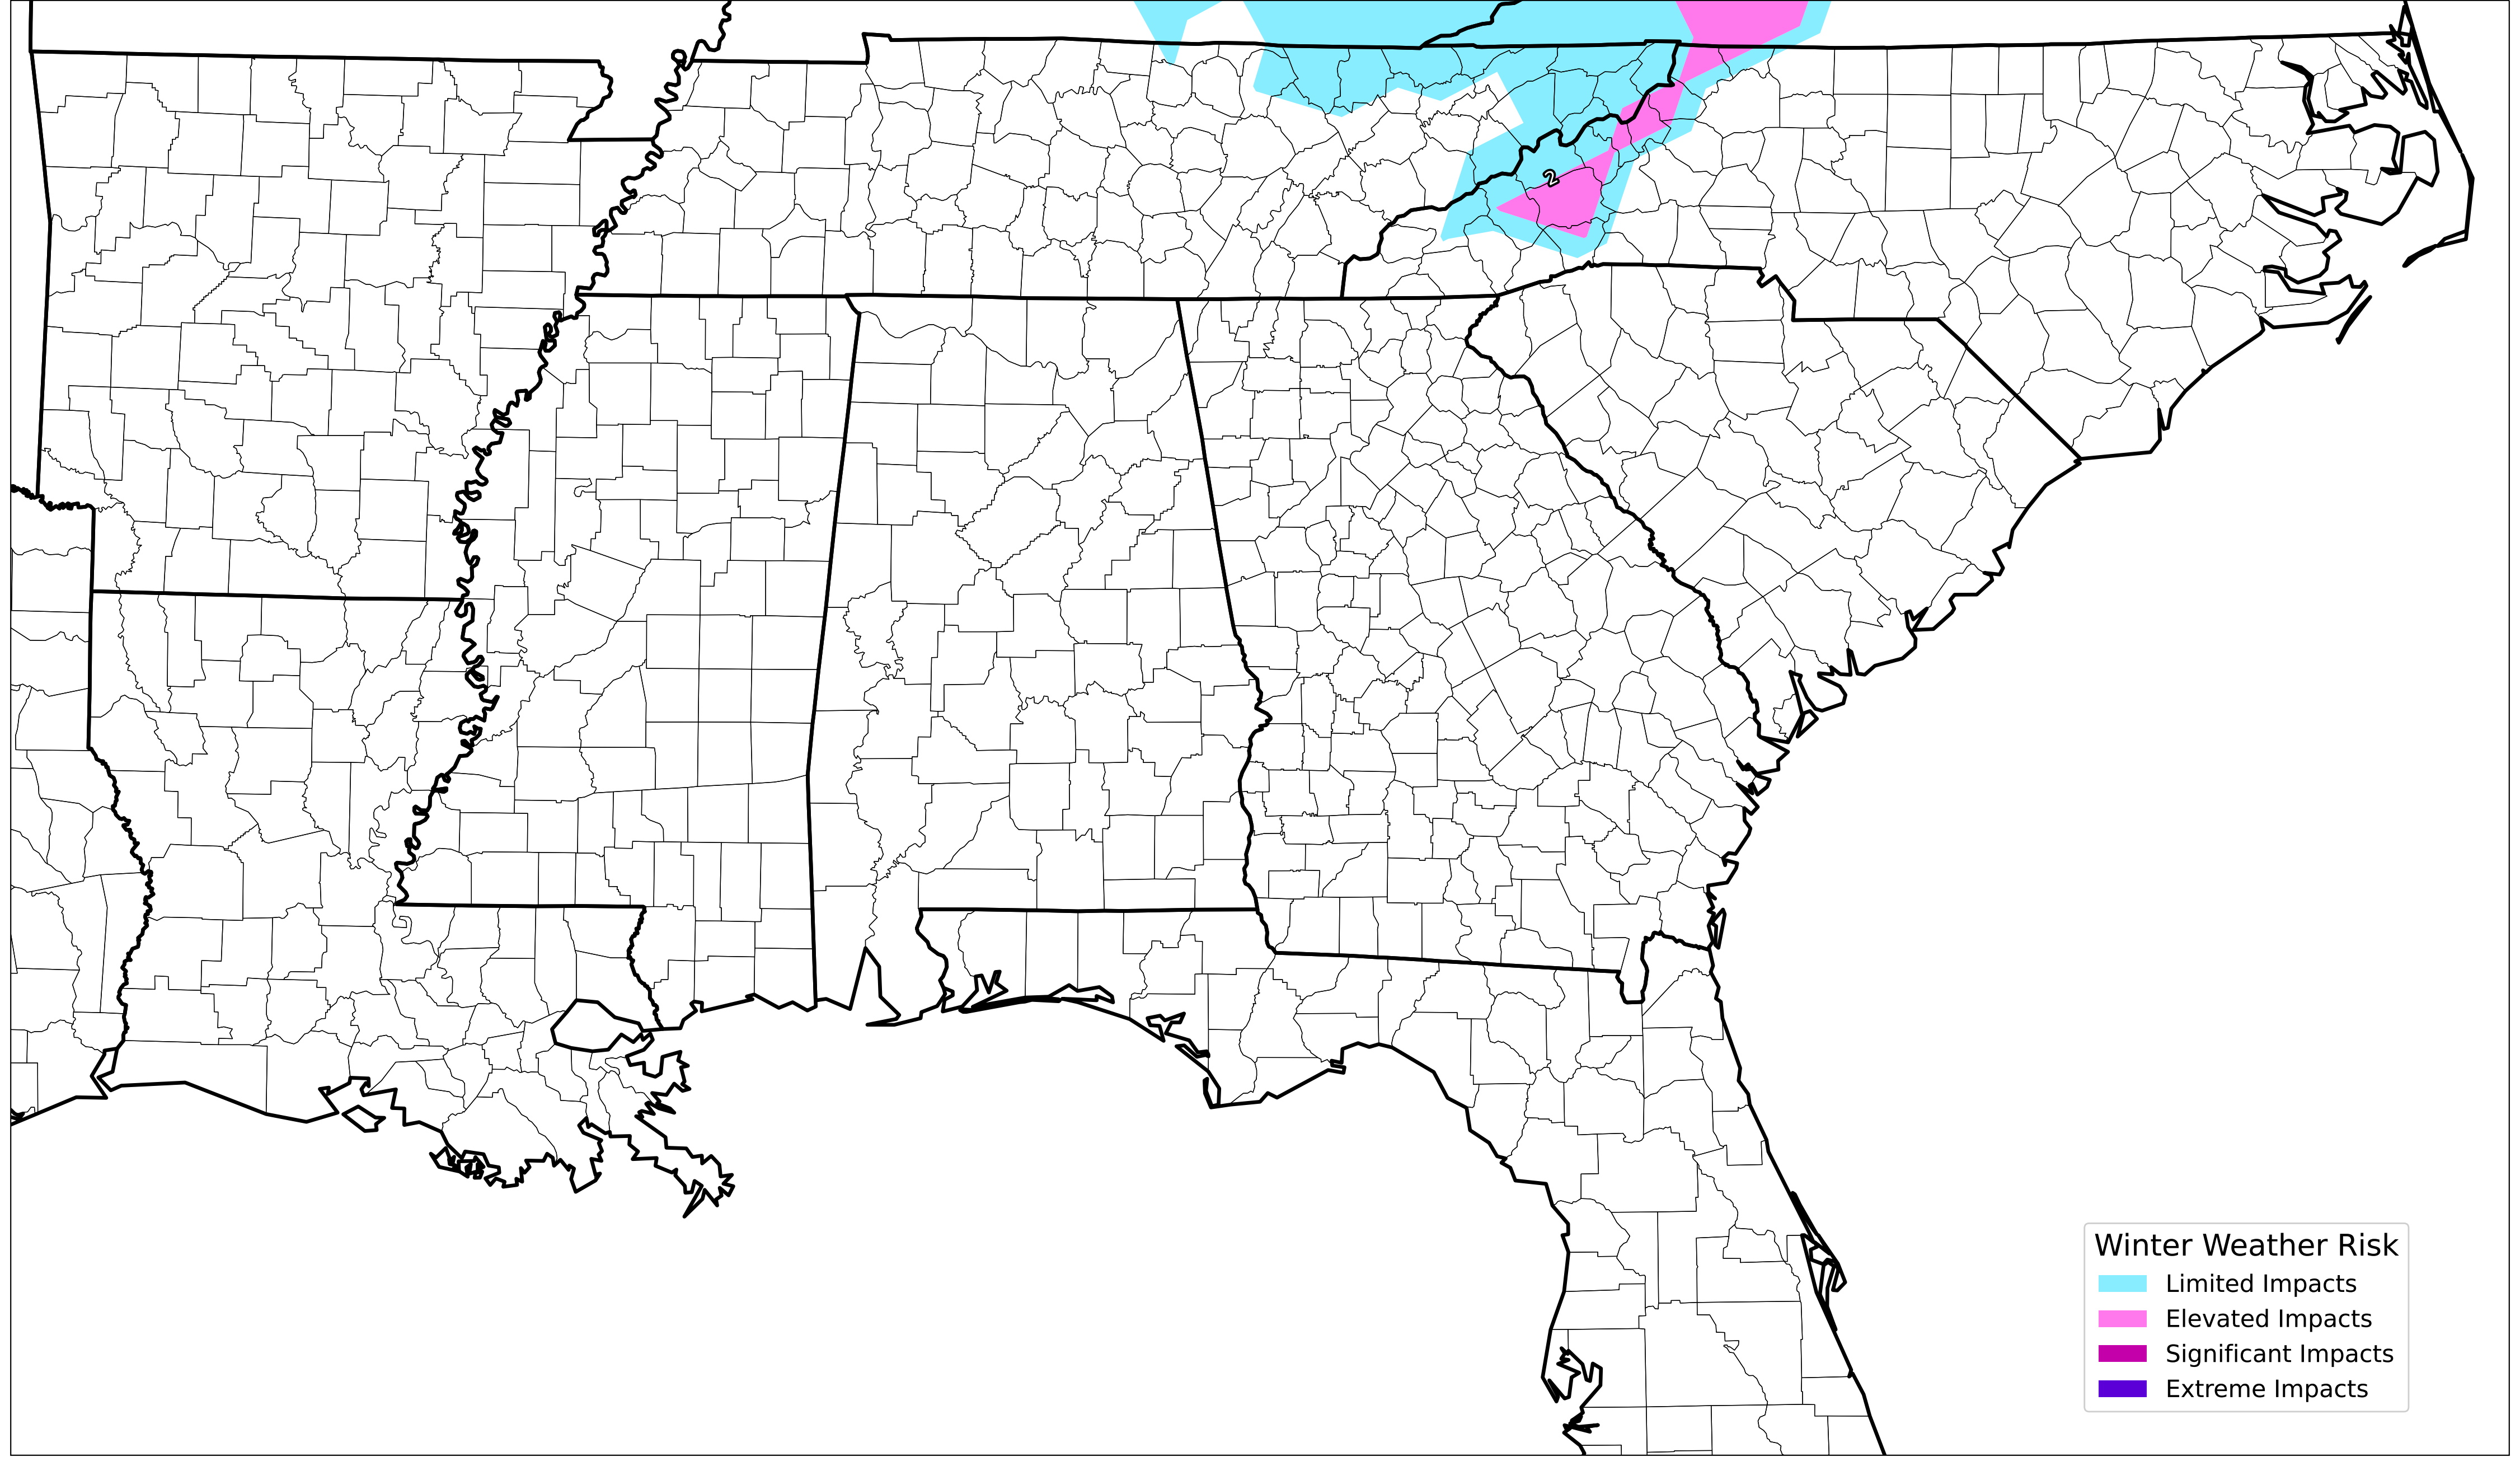 2
Winter Weather Risk
Limited Impacts
Elevated Impacts
Significant Impacts
Extreme Impacts